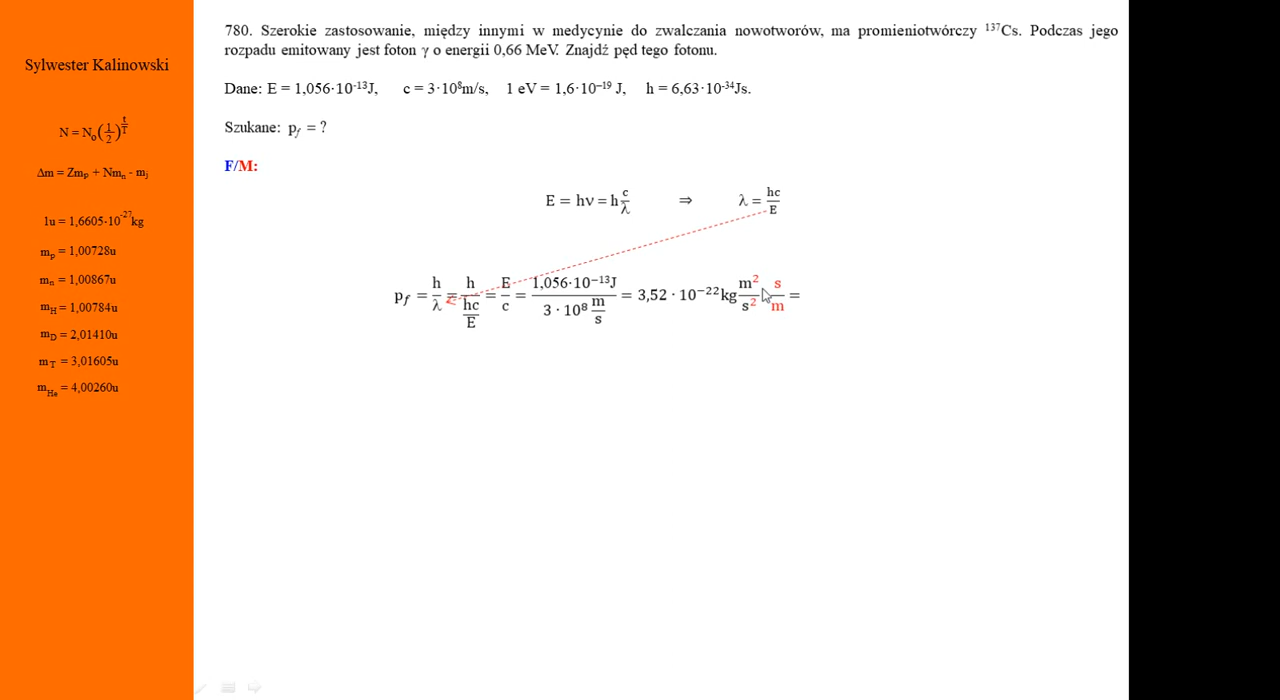 Sylwester Kalinowski
N = N₀(1/2)^(t/T)
Δm = Zmₚ + Nmₙ - mⱼ
1u = 1,6605·10⁻²⁷kg
mₚ = 1,00728u
mₙ = 1,00867u
m_H = 1,00784u
m_D = 2,01410u
m_T = 3,01605u
m_He = 4,00260u
780. Szerokie zastosowanie, między innymi w medycynie do zwalczania nowotworów, ma promieniotwórczy ¹³⁷Cs. Podczas jego
rozpadu emitowany jest foton γ o energii 0,66 MeV. Znajdź pęd tego fotonu.
Dane: E = 1,056·10⁻¹³J, c = 3·10⁸m/s, 1 eV = 1,6·10⁻¹⁹ J, h = 6,63·10⁻³⁴Js.
Szukane: p_f = ?
F/M:
E = hν = h c/λ ⇒ λ = hc/E
p_f = h/λ = h/(hc/E) = E/c = (1,056·10⁻¹³J)/(3·10⁸ m/s) = 3,52·10⁻²²kg m²/s² s/m =